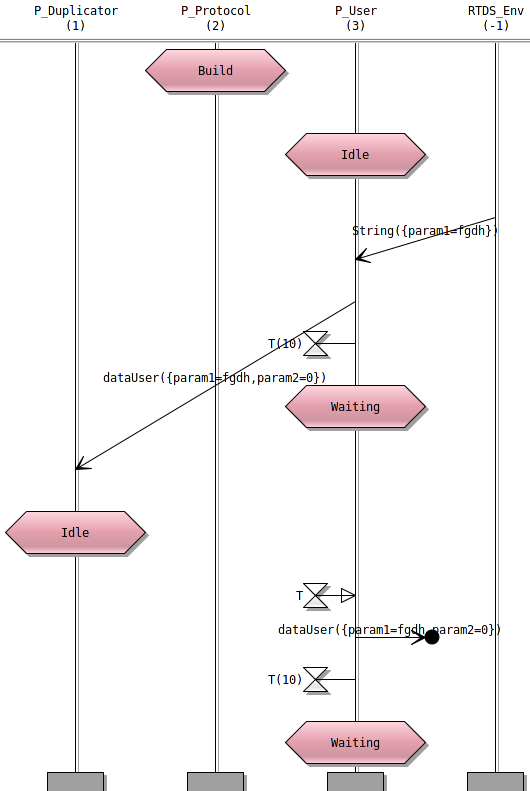 P_Duplicator P_Protocol P_User RTDS_Env
(1) (2) (3) (-1)
Build
Idle
String({param1=fgdh})
T(10)
dataUser({param1=fgdh,param2=0})
Waiting
Idle
T
dataUser({param1=fgdh,param2=0})
T(10)
Waiting